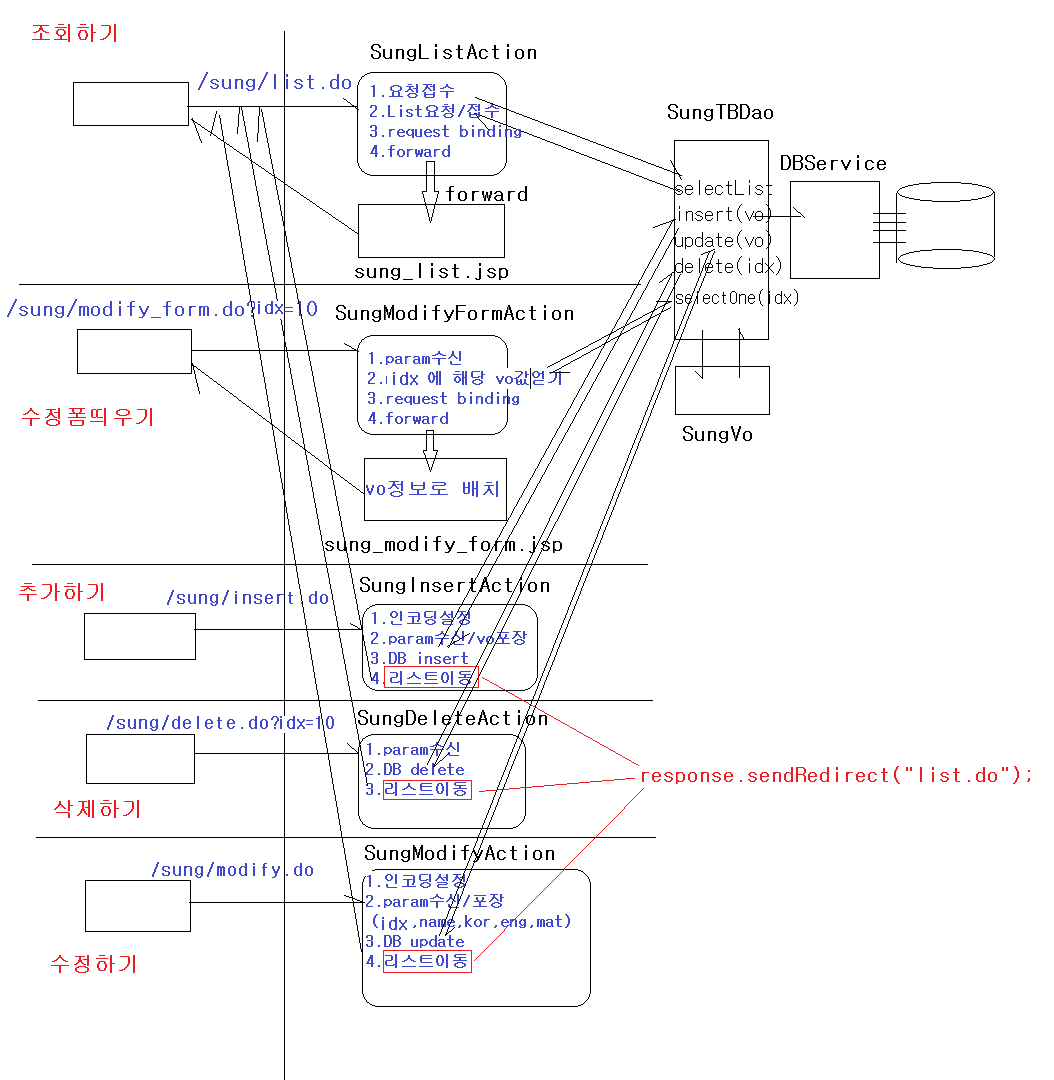 조회하기
SungListAction
/sung/list.do
1.요청접수
2.List요청/접수
3.request binding
4.forward
forward
sung_list.jsp
SungTBDao
selectList
insert(vo)
update(vo)
delete(idx)
selectOne(idx)
DBService
SungVo
/sung/modify_form.do?idx=10
SungModifyFormAction
1.param수신
2.idx 에 해당 vo값얻기
3.request binding
4.forward
수정폼띄우기
vo정보로 배치
sung_modify_form.jsp
추가하기
/sung/insert.do
SungInsertAction
1.인코딩설정
2.param수신/vo포장
3.DB insert
4.리스트이동
/sung/delete.do?idx=10
SungDeleteAction
1.param수신
2.DB delete
3.리스트이동
삭제하기
response.sendRedirect("list.do");
/sung/modify.do
SungModifyAction
1.인코딩설정
2.param수신/포장
(idx,name,kor,eng,mat)
3.DB update
4.리스트이동
수정하기